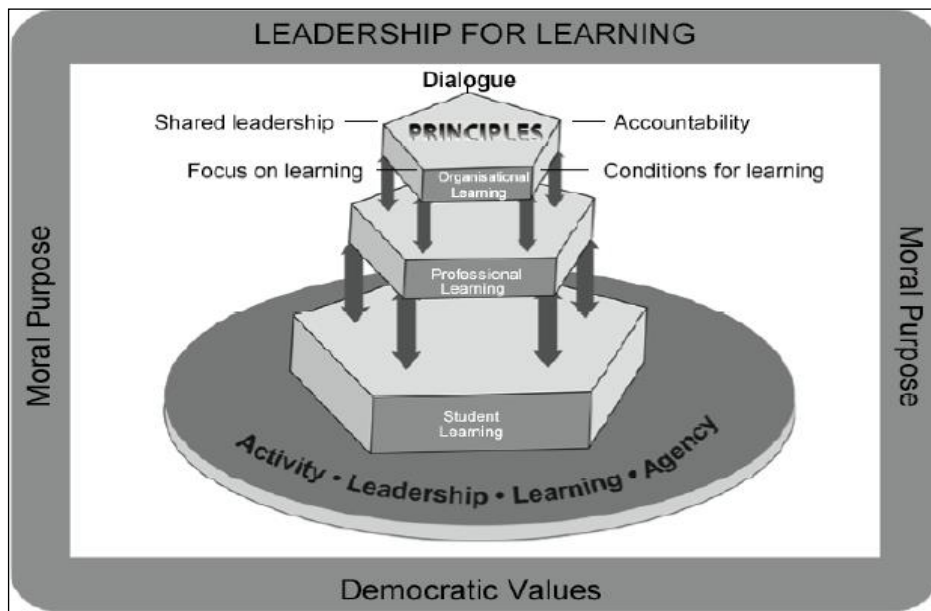 LEADERSHIP FOR LEARNING
Dialogue
Shared leadership
PRINCIPLES
Accountability
Focus on learning
Organisational
Learning
Conditions for learning
Moral Purpose
Professional
Learning
Moral Purpose
Student
Learning
Activity • Leadership • Learning • Agency
Democratic Values